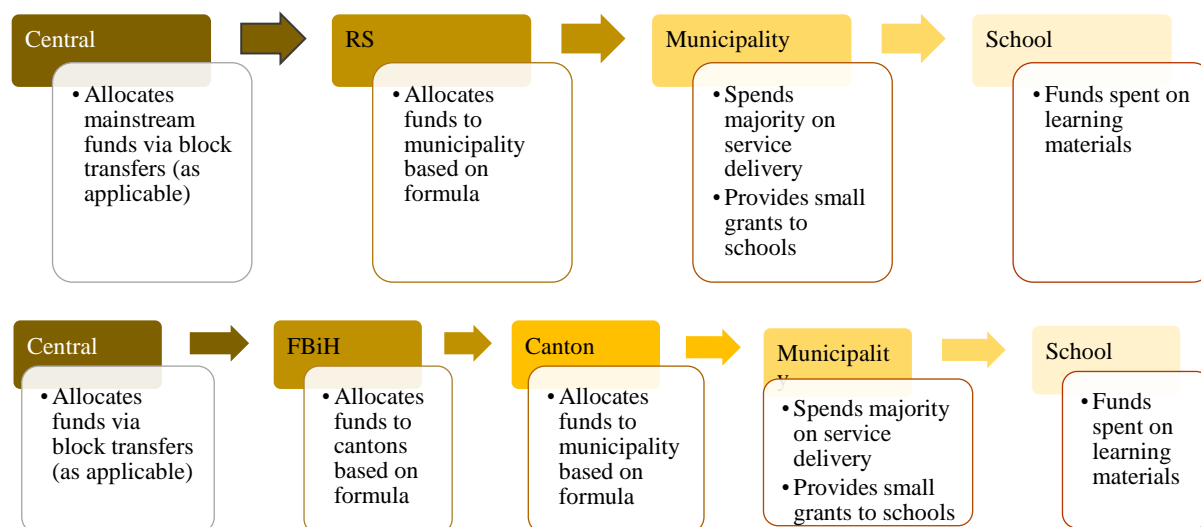 Central
• Allocates
mainstream
funds via block
transfers (as
applicable)
RS
• Allocates
funds to
municipality
based on
formula
Municipality
• Spends
majority on
service
delivery
• Provides small
grants to
schools
School
• Funds spent on
learning
materials
Central
• Allocates
funds via
block transfers
(as applicable)
FBiH
• Allocates
funds to
cantons
based on
formula
Canton
• Allocates
funds to
municipality
based on
formula
Municipalit
y
• Spends majority
on service
delivery
• Provides small
grants to schools
School
• Funds
spent on
learning
materials